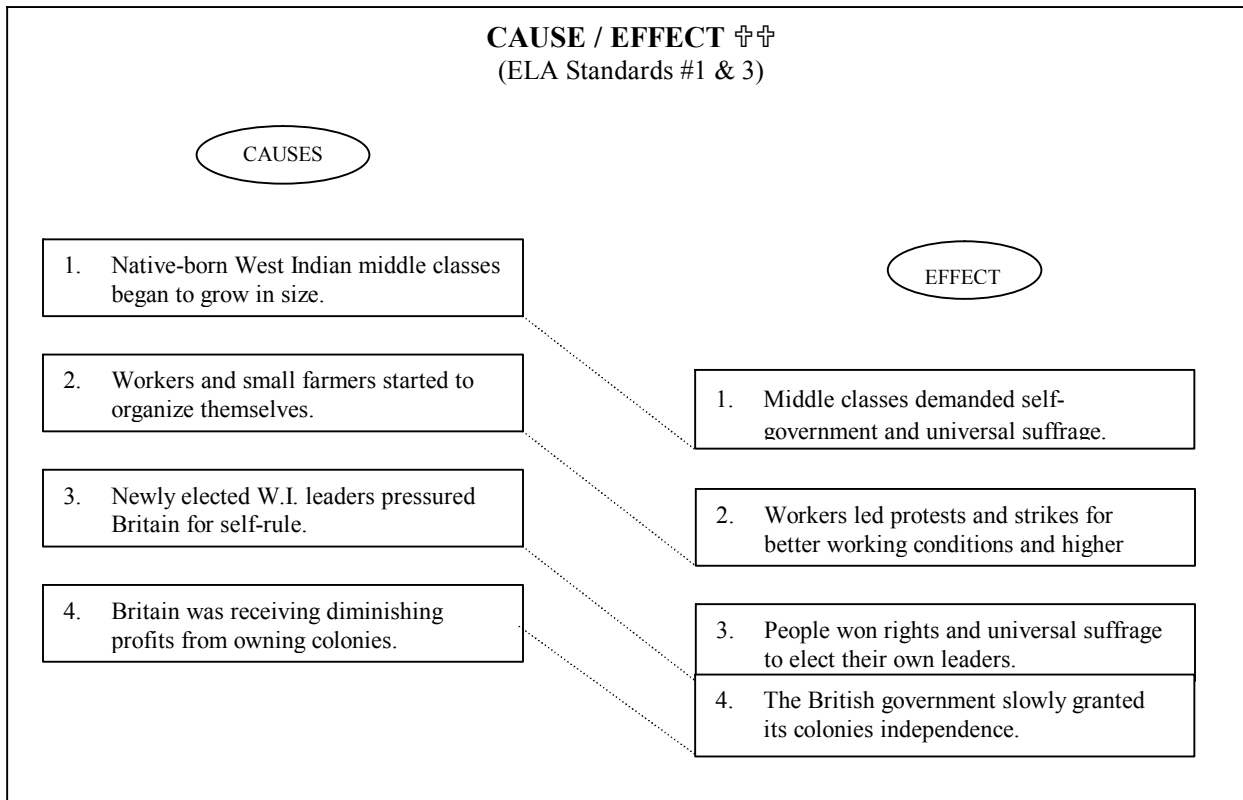 CAUSE / EFFECT ✞✞
(ELA Standards #1 & 3)
CAUSES
1. Native-born West Indian middle classes
began to grow in size.
2. Workers and small farmers started to
organize themselves.
3. Newly elected W.I. leaders pressured
Britain for self-rule.
4. Britain was receiving diminishing
profits from owning colonies.
EFFECT
1. Middle classes demanded self-
government and universal suffrage.
2. Workers led protests and strikes for
better working conditions and higher
3. People won rights and universal suffrage
to elect their own leaders.
4. The British government slowly granted
its colonies independence.